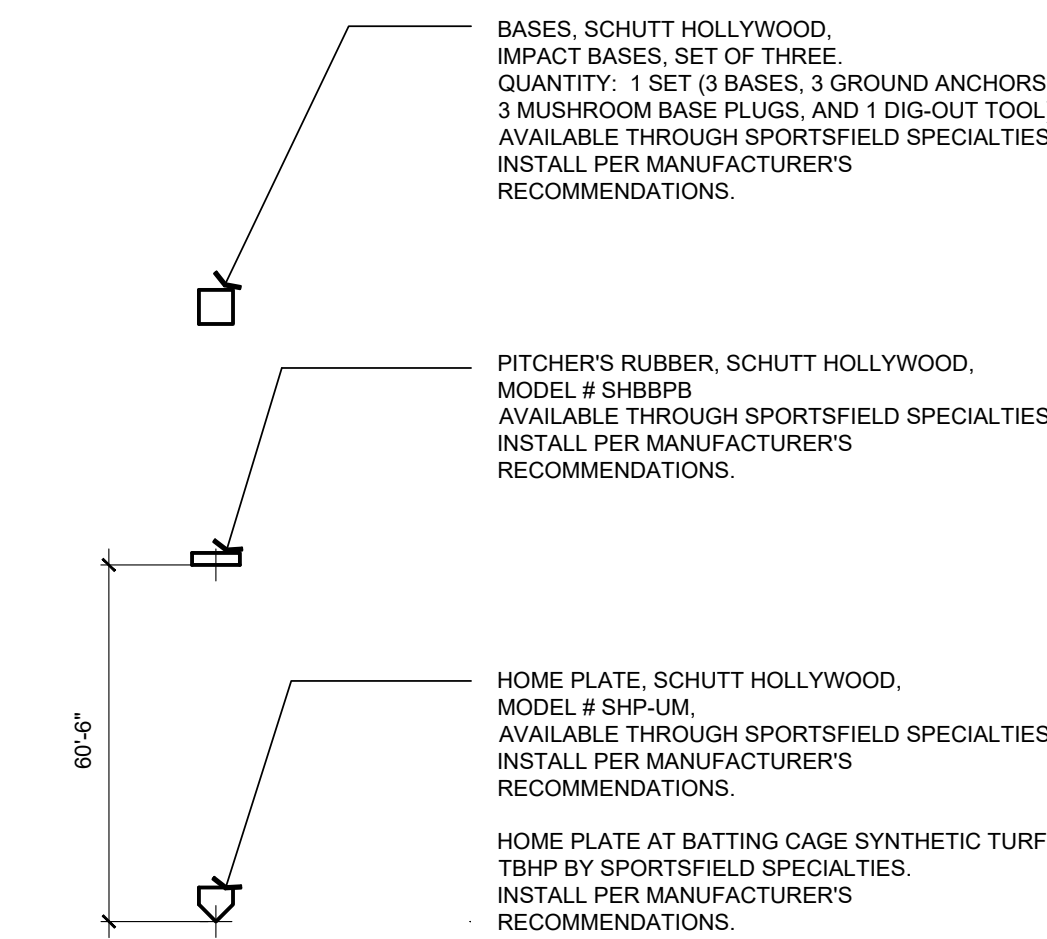 BASES, SCHUTT HOLLYWOOD,
IMPACT BASES, SET OF THREE.
QUANTITY: 1 SET (3 BASES, 3 GROUND ANCHORS
3 MUSHROOM BASE PLUGS, AND 1 DIG-OUT TOOL)
AVAILABLE THROUGH SPORTSFIELD SPECIALTIES
INSTALL PER MANUFACTURER'S
RECOMMENDATIONS.
PITCHER'S RUBBER, SCHUTT HOLLYWOOD,
MODEL # SHBBPB
AVAILABLE THROUGH SPORTSFIELD SPECIALTIES
INSTALL PER MANUFACTURER'S
RECOMMENDATIONS.
60'-6"
HOME PLATE, SCHUTT HOLLYWOOD,
MODEL # SHP-UM,
AVAILABLE THROUGH SPORTSFIELD SPECIALTIES
INSTALL PER MANUFACTURER'S
RECOMMENDATIONS.
HOME PLATE AT BATTING CAGE SYNTHETIC TURF
TBHP BY SPORTSFIELD SPECIALTIES.
INSTALL PER MANUFACTURER'S
RECOMMENDATIONS.